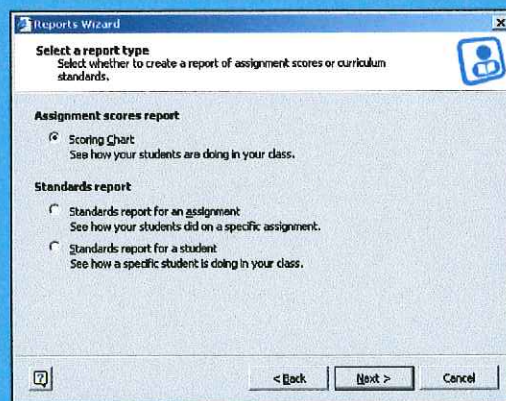 Reports Wizard
Select a report type
Select whether to create a report of assignment scores or curriculum
standards.
Assignment scores report
Scoring Chart
See how your students are doing in your class.
Standards report
Standards report for an assignment
See how your students did on a specific assignment.
Standards report for a student
See how a specific student is doing in your class.
?
< Back
Next >
Cancel